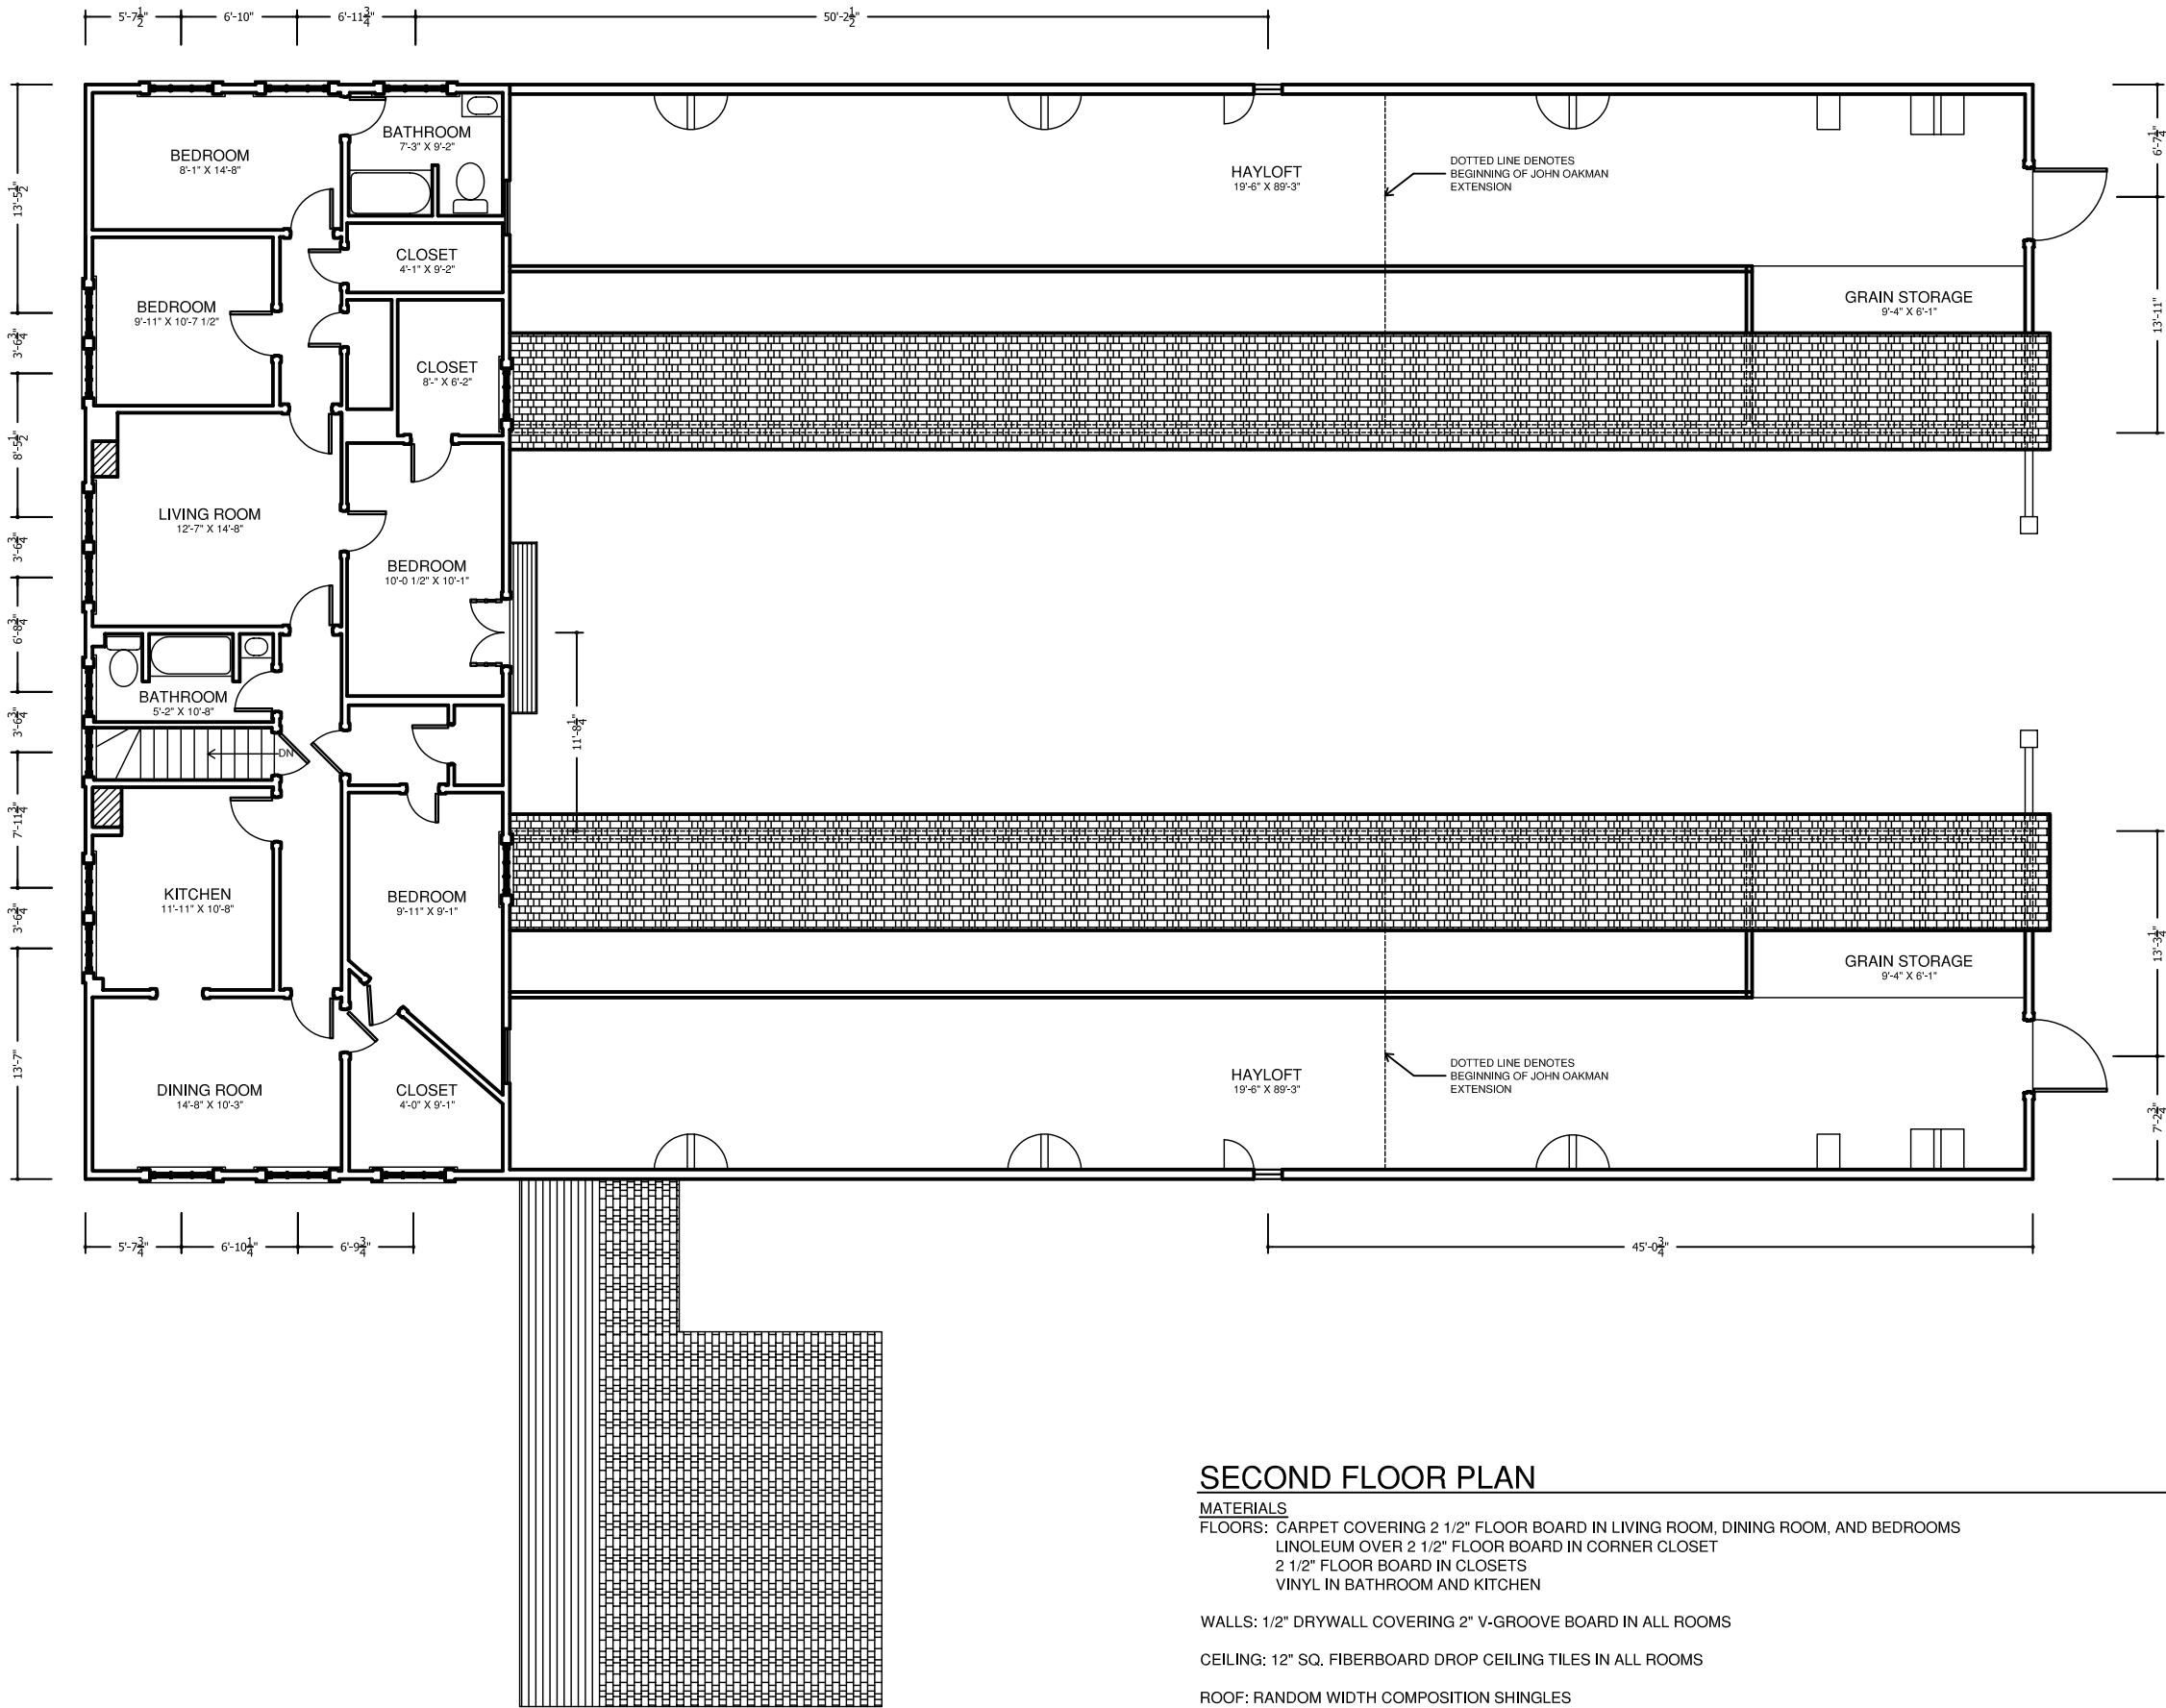 5'-7 1/2"
6'-10"
6'-11 3/4"
50'-2 1/2"
13'-5 1/2"
3'-6 3/4"
8'-5 1/2"
3'-6 3/4"
6'-8 3/4"
3'-6 3/4"
7'-11 3/4"
3'-6 3/4"
13'-7"
BEDROOM
8'-1" X 14'-8"
BATHROOM
7'-3" X 9'-2"
CLOSET
4'-1" X 9'-2"
BEDROOM
9'-11" X 10'-7 1/2"
CLOSET
8'-" X 6'-2"
LIVING ROOM
12'-7" X 14'-8"
BEDROOM
10'-0 1/2" X 10'-1"
BATHROOM
5'-2" X 10'-8"
DN
KITCHEN
11'-11" X 10'-8"
BEDROOM
9'-11" X 9'-1"
DINING ROOM
14'-8" X 10'-3"
CLOSET
4'-0" X 9'-1"
11'-8 1/4"
HAYLOFT
19'-6" X 89'-3"
DOTTED LINE DENOTES
BEGINNING OF JOHN OAKMAN
EXTENSION
GRAIN STORAGE
9'-4" X 6'-1"
6'-7 1/4"
13'-11"
GRAIN STORAGE
9'-4" X 6'-1"
HAYLOFT
19'-6" X 89'-3"
DOTTED LINE DENOTES
BEGINNING OF JOHN OAKMAN
EXTENSION
13'-3 1/4"
7'-2 3/4"
5'-7 3/4"
6'-10 1/4"
6'-9 3/4"
45'-0 3/4"
SECOND FLOOR PLAN
MATERIALS
FLOORS: CARPET COVERING 2 1/2" FLOOR BOARD IN LIVING ROOM, DINING ROOM, AND BEDROOMS
LINOLEUM OVER 2 1/2" FLOOR BOARD IN CORNER CLOSET
2 1/2" FLOOR BOARD IN CLOSETS
VINYL IN BATHROOM AND KITCHEN
WALLS: 1/2" DRYWALL COVERING 2" V-GROOVE BOARD IN ALL ROOMS
CEILING: 12" SQ. FIBERBOARD DROP CEILING TILES IN ALL ROOMS
ROOF: RANDOM WIDTH COMPOSITION SHINGLES